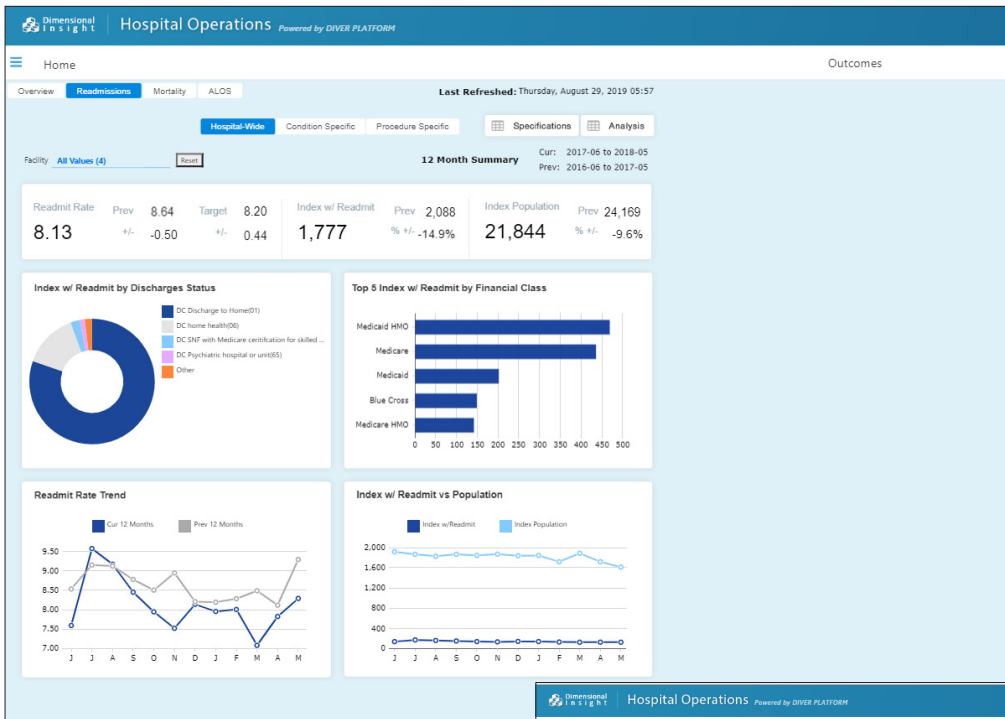 Dimensional Insight Hospital Operations Powered by DIVER PLATFORM
Home Outcomes
Overview Readmissions Mortality ALOS Last Refreshed: Thursday, August 29, 2019 05:57
Hospital-Wide Condition Specific Procedure Specific Specifications Analysis
Facility All Values (4) Reset 12 Month Summary Cur: 2017-06 to 2018-05
Prev: 2016-06 to 2017-05
Readmit Rate Prev 8.64 Target 8.20 Index w/ Readmit Prev 2,088 Index Population Prev 24,169
8.13 +/- -0.50 +/- 0.44 1,777 % +/- -14.9% 21,844 % +/- -9.6%
Index w/ Readmit by Discharges Status
DC Discharge to Home(01)
DC home health(06)
DC SNF with Medicare ceritifcation for skilled ...
DC Psychiatric hospital or unit(65)
Other
Top 5 Index w/ Readmit by Financial Class
Medicaid HMO
Medicare
Medicaid
Blue Cross
Medicare HMO
0 50 100 150 200 250 300 350 400 450 500
Readmit Rate Trend
Cur 12 Months Prev 12 Months
9.50
9.00
8.50
8.00
7.50
7.00
J J A S O N D J F M A M
Index w/ Readmit vs Population
Index w/Readmit Index Population
2,000
1,600
1,200
800
400
0
J J A S O N D J F M A M
Dimensional Insight Hospital Operations Powered by DIVER PLATFORM